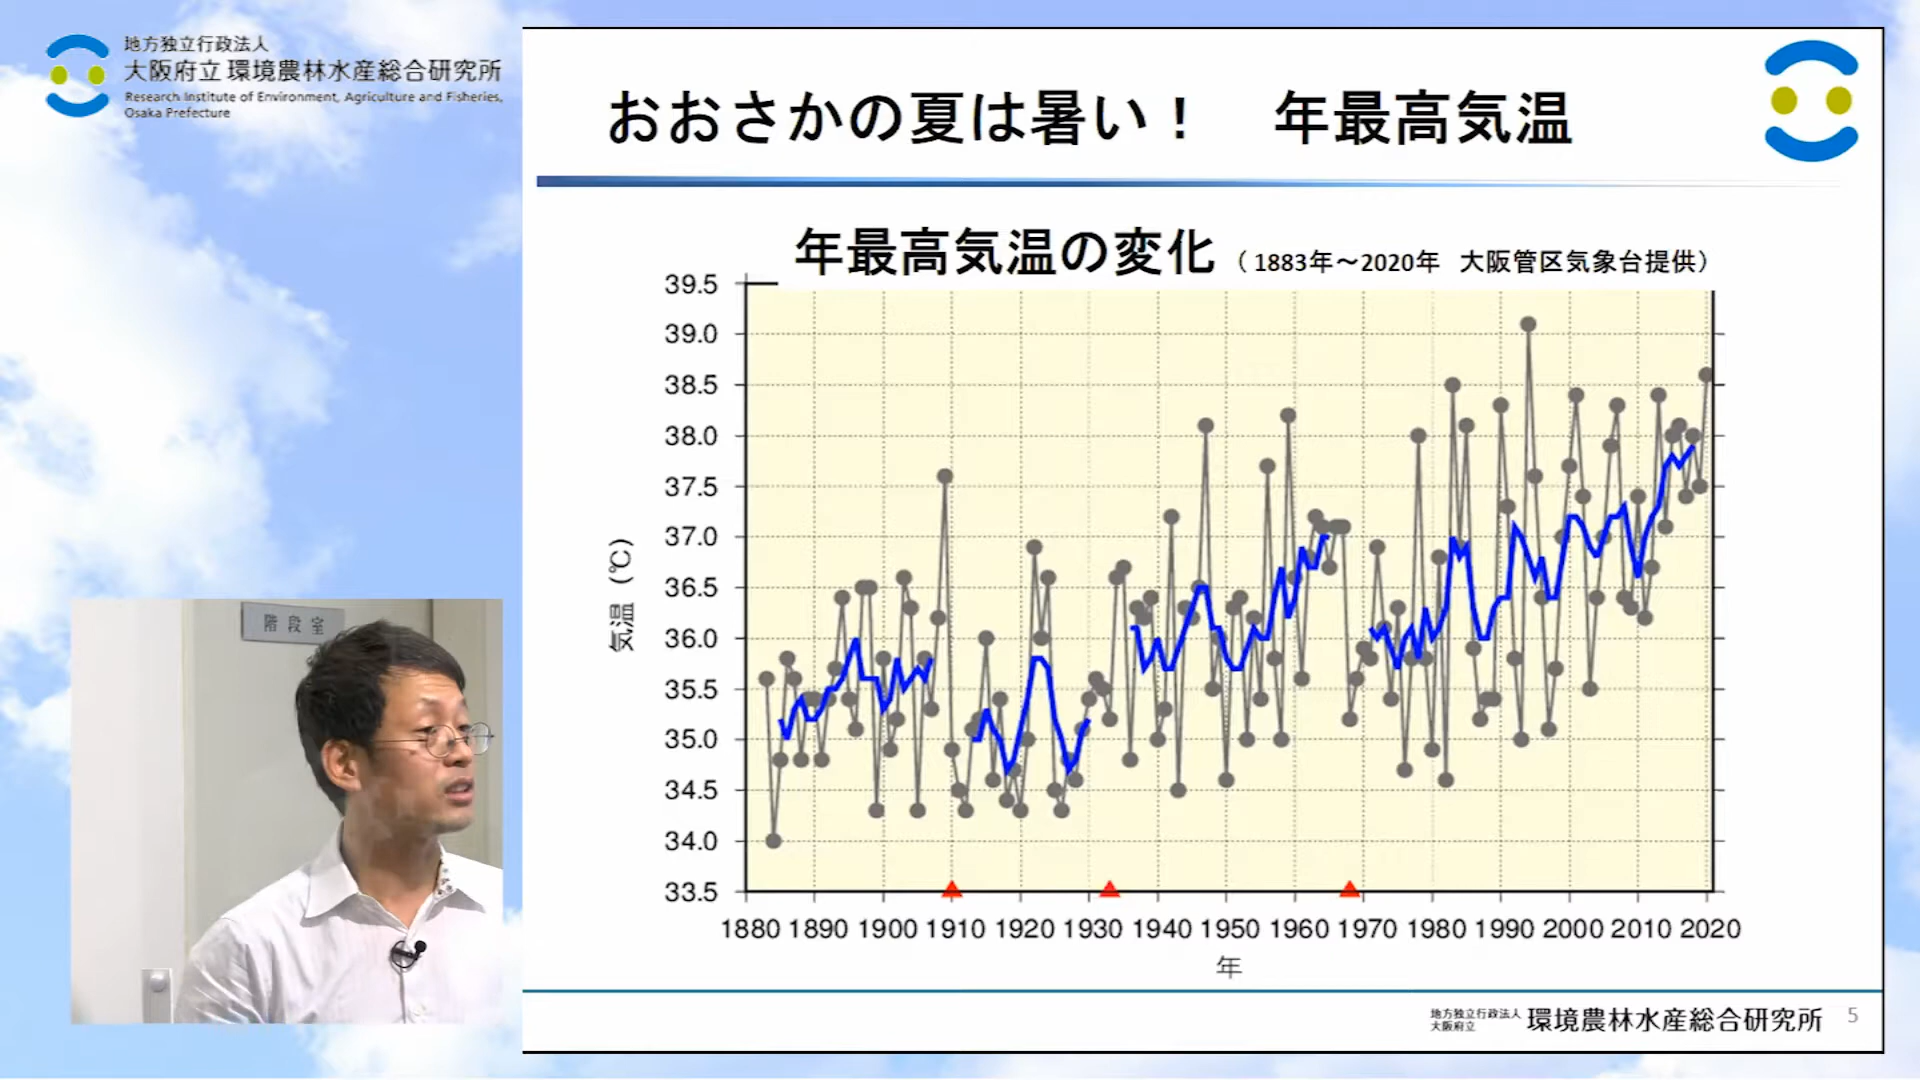 地方独立行政法人
大阪府立 環境農林水産総合研究所
Research Institute of Environment, Agriculture and Fisheries,
Osaka Prefecture
おおさかの夏は暑い！ 年最高気温
年最高気温の変化（1883年～2020年 大阪管区気象台提供）
39.5
39.0
38.5
38.0
37.5
37.0
36.5
36.0
35.5
35.0
34.5
34.0
33.5
気温（℃）
1880 1890 1900 1910 1920 1930 1940 1950 1960 1970 1980 1990 2000 2010 2020
年
階段室
地方独立行政法人
大阪府立
環境農林水産総合研究所
5